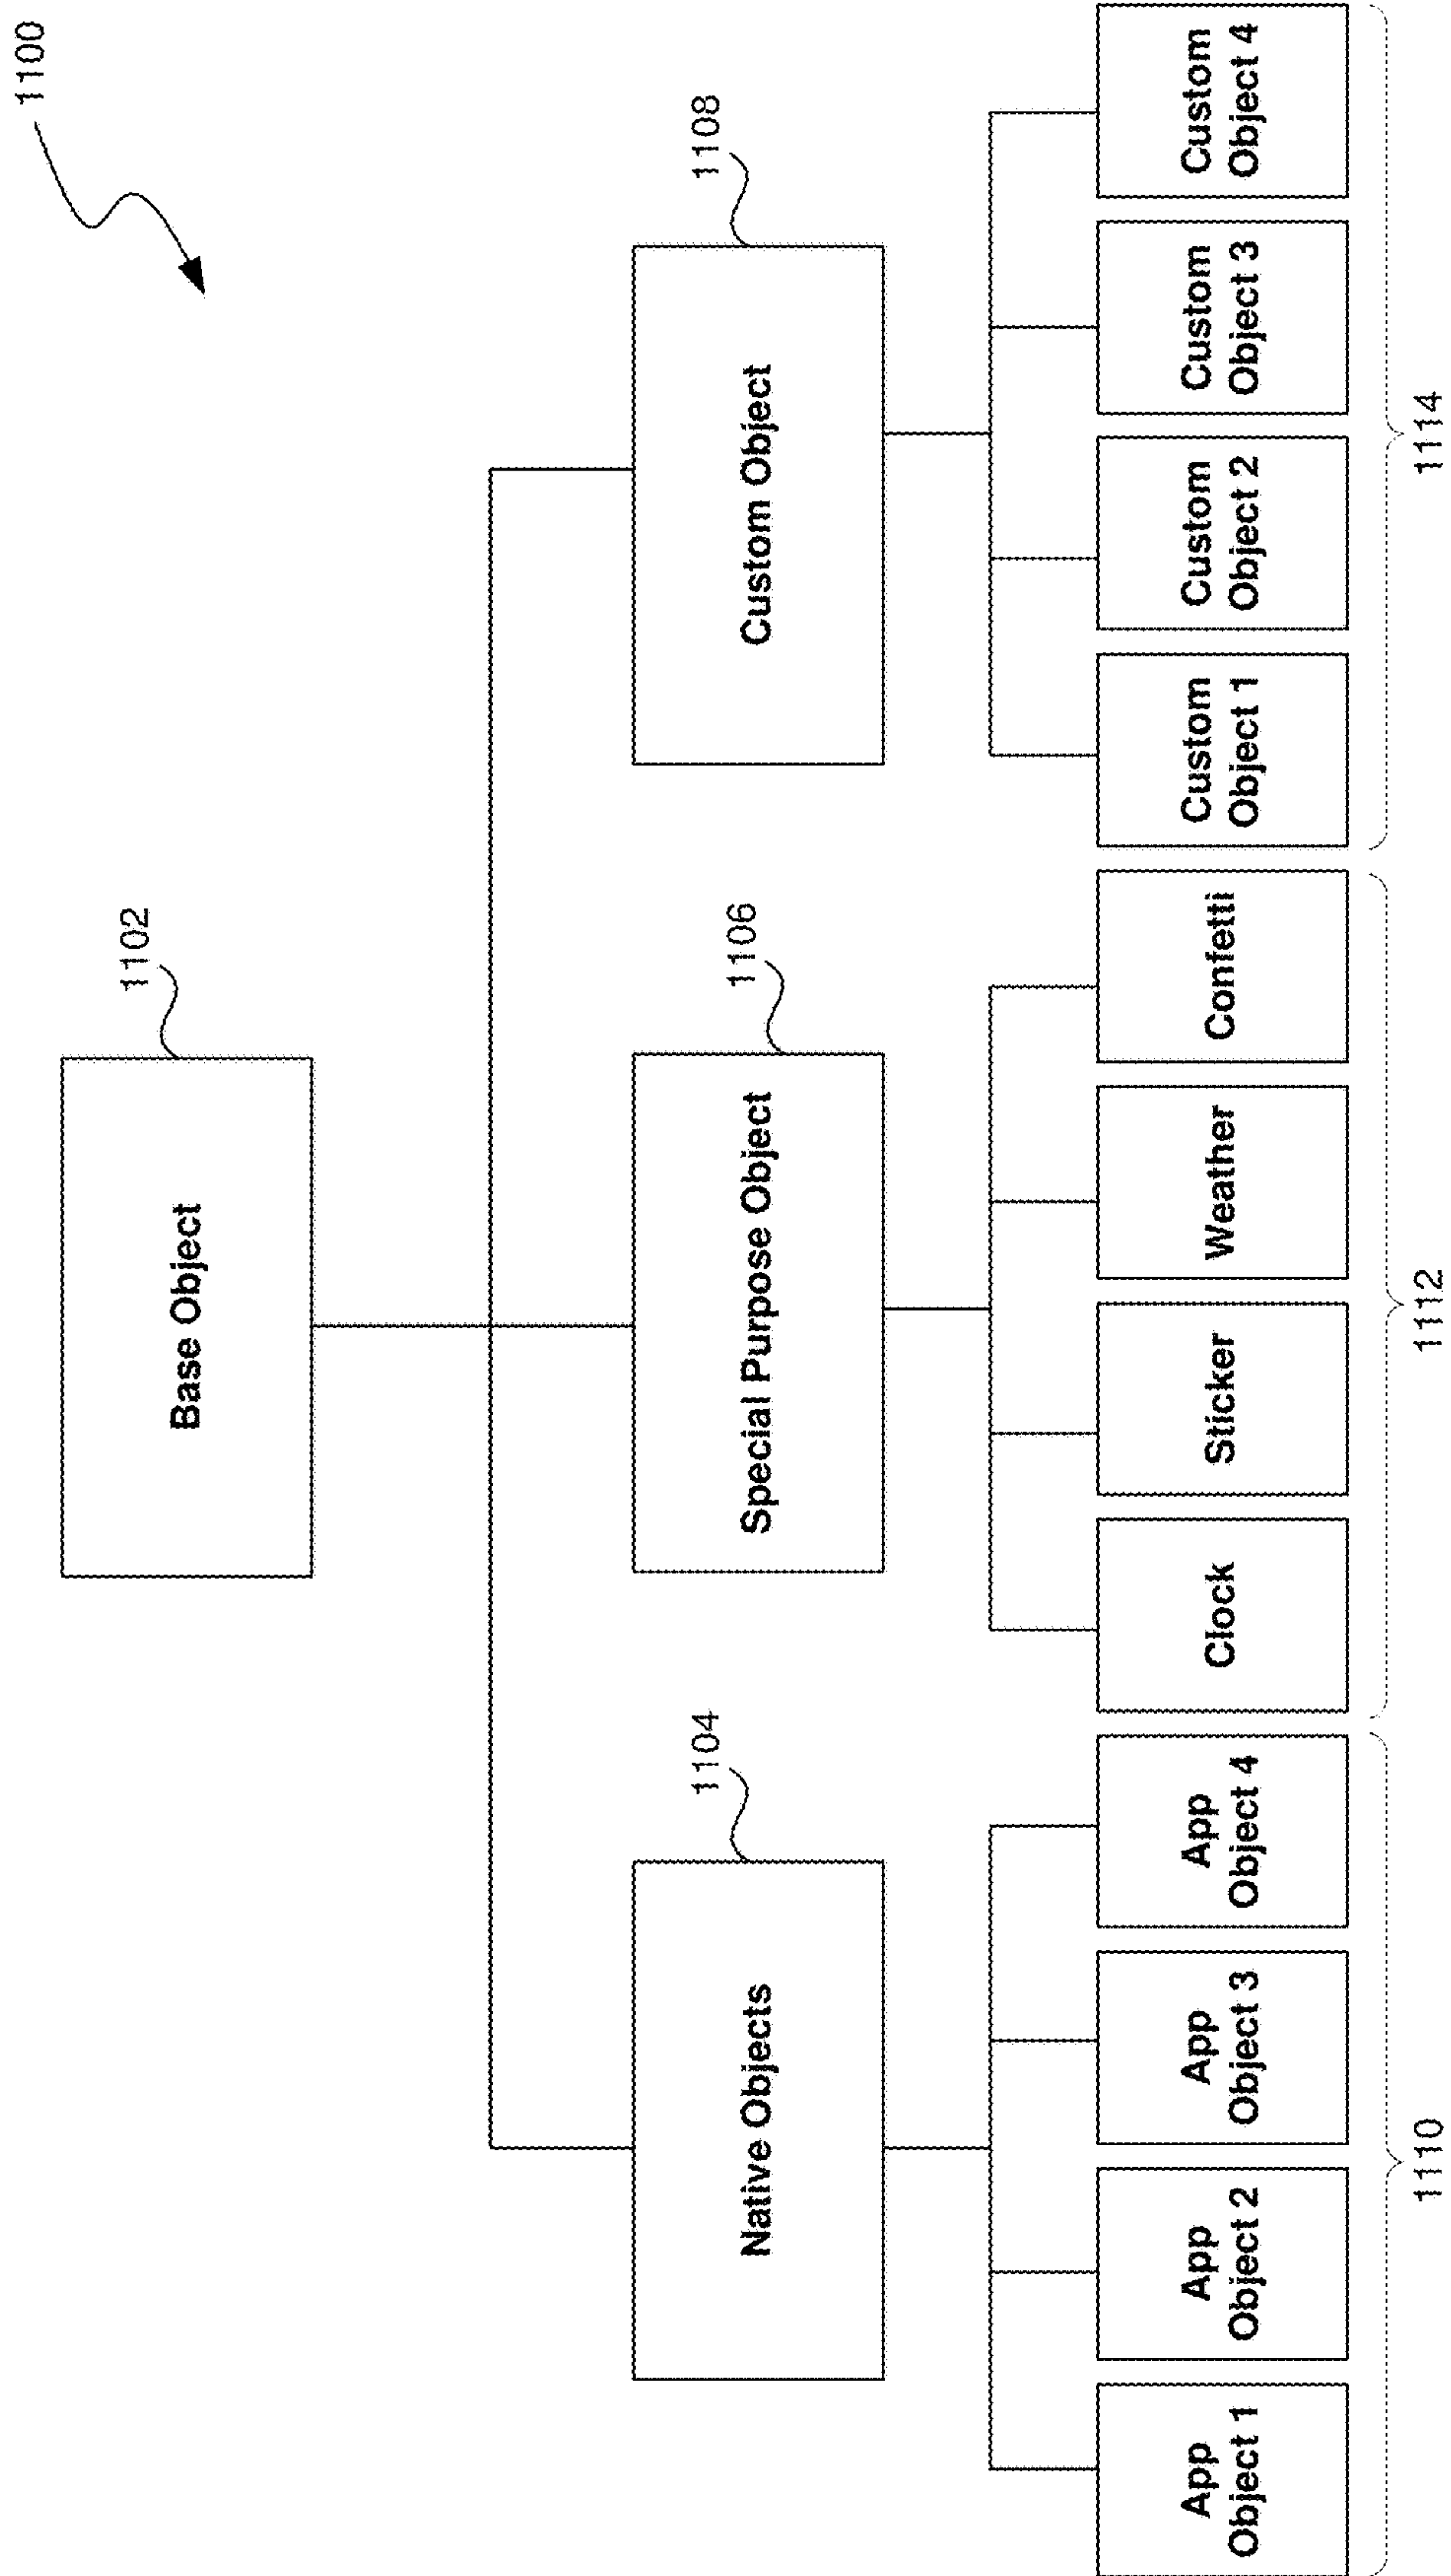 1100
1102
Base Object
1104
1106
1108
Native Objects
Special Purpose Object
Custom Object
App
Object 1
App
Object 2
App
Object 3
App
Object 4
Clock
Sticker
Weather
Confetti
Custom
Object 1
Custom
Object 2
Custom
Object 3
Custom
Object 4
1110
1112
1114